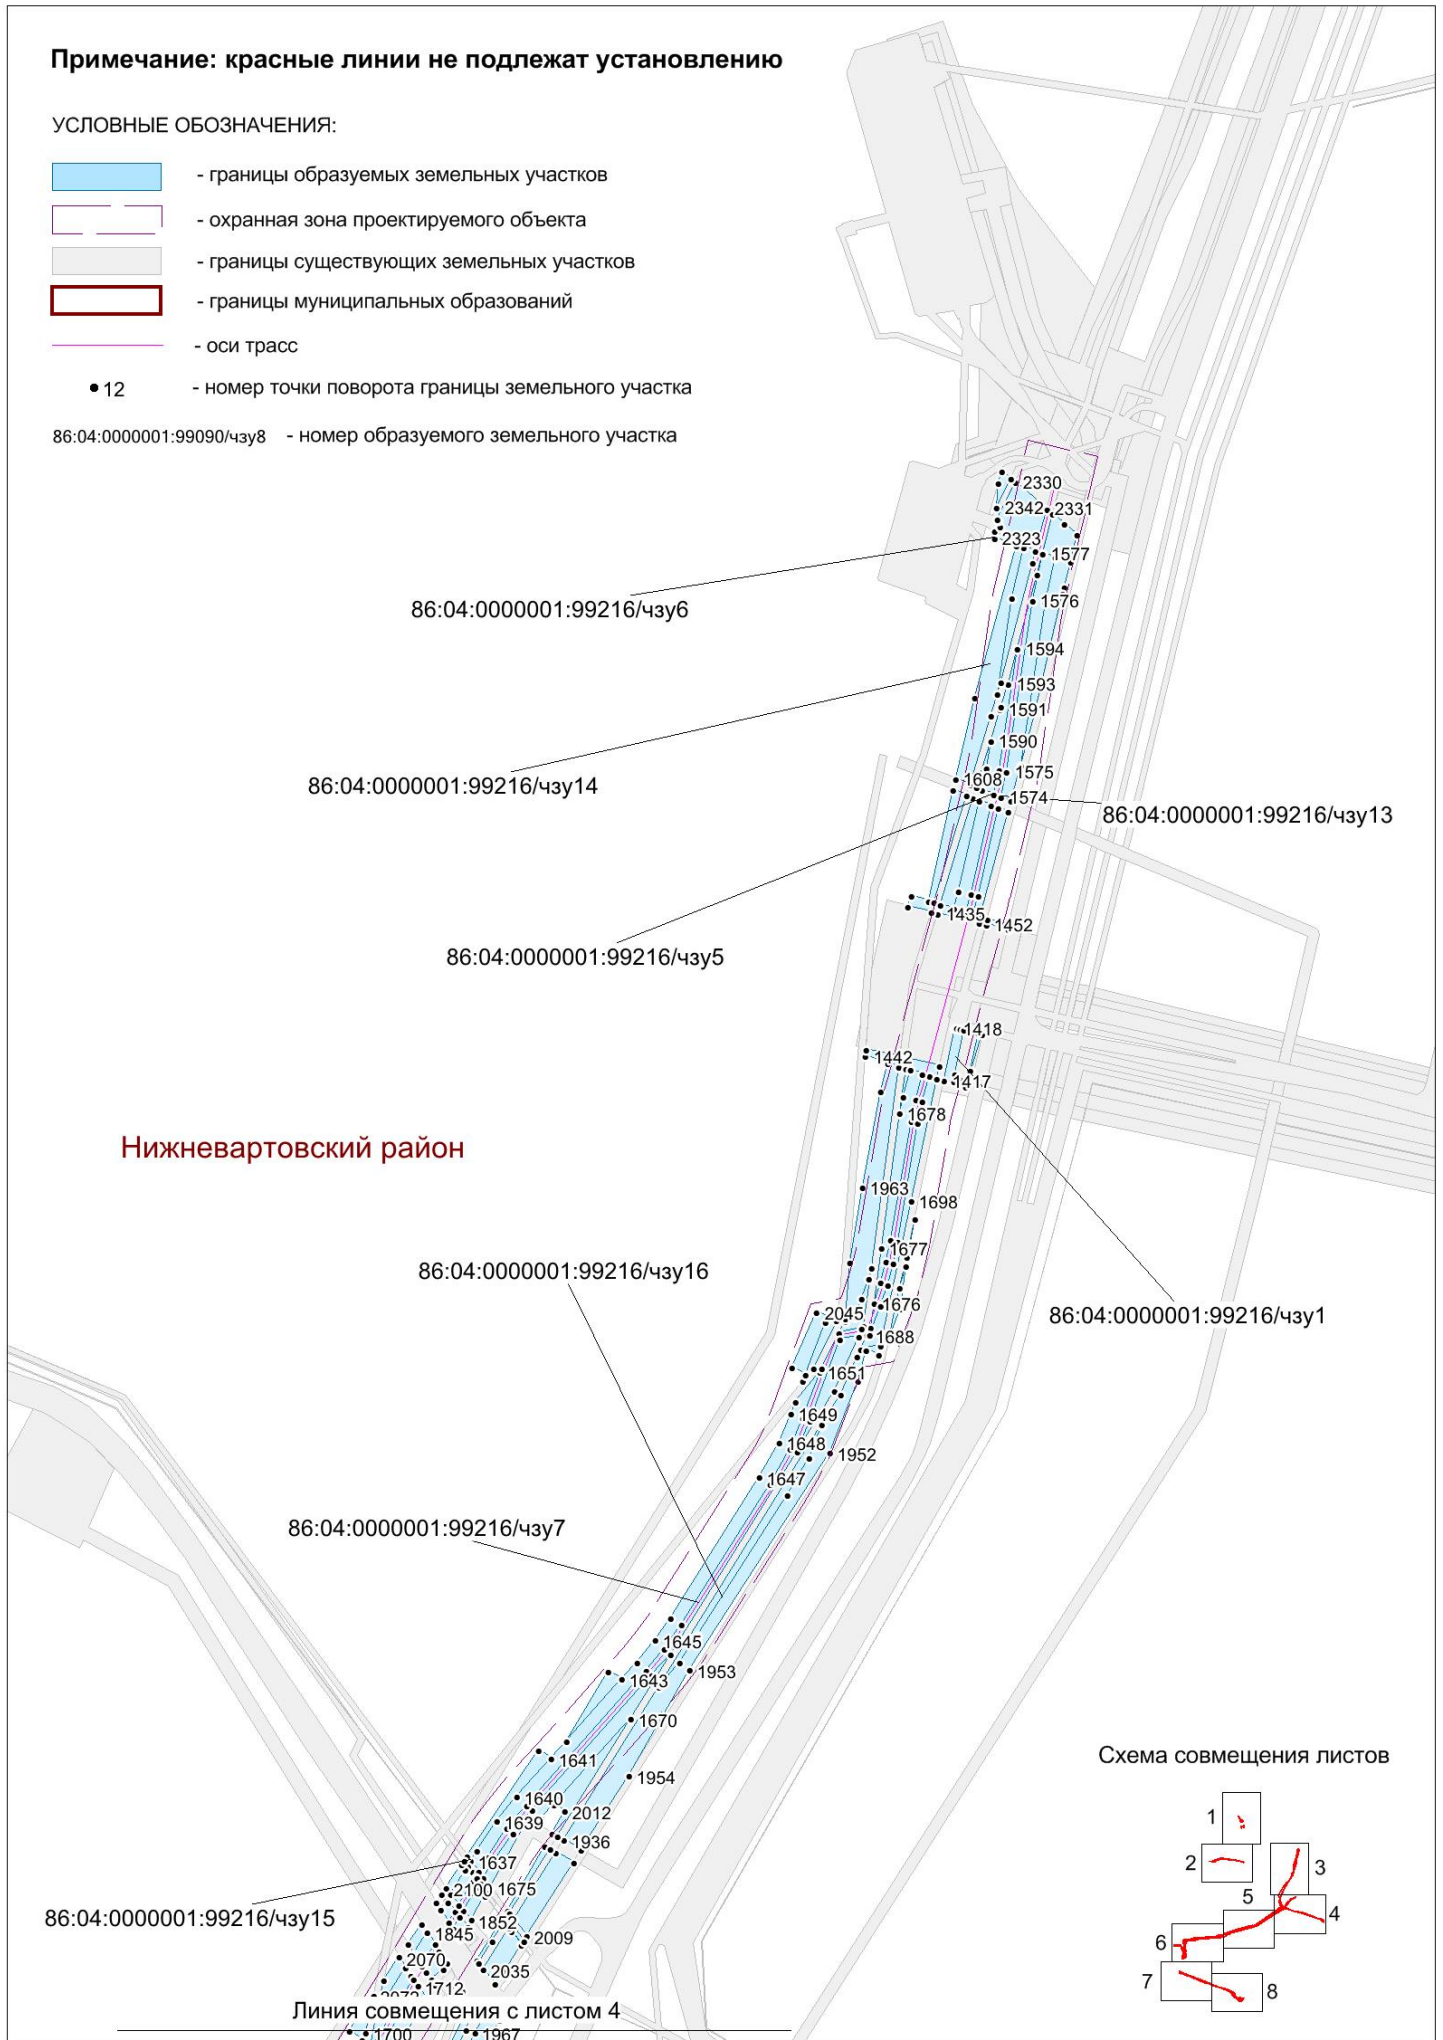 Примечание: красные линии не подлежат установлению
УСЛОВНЫЕ ОБОЗНАЧЕНИЯ:
- границы образуемых земельных участков
- охранная зона проектируемого объекта
- границы существующих земельных участков
- границы муниципальных образований
- оси трасс
12 - номер точки поворота границы земельного участка
86:04:0000001:99090/чзу8 - номер образуемого земельного участка
2330
2342 2331
2323
1577
86:04:0000001:99216/чзу6
1576
1594
1593
1591
1590
1575
86:04:0000001:99216/чзу14
1608
1574
86:04:0000001:99216/чзу13
1435
1452
86:04:0000001:99216/чзу5
1418
1442
1417
1678
Нижневартовский район
1963
1698
1677
86:04:0000001:99216/чзу16
1676
2045
86:04:0000001:99216/чзу1
1688
1651
1649
1648
1952
1647
86:04:0000001:99216/чзу7
1645
1953
1643
1670
Схема совмещения листов
1641
1954
1640
2012
1639
1936
1637
2100 1675
86:04:0000001:99216/чзу15
1852
1845
2009
2070
2035
1712
Линия совмещения с листом 4
1700
1967
1
2
3
5
4
6
7
8